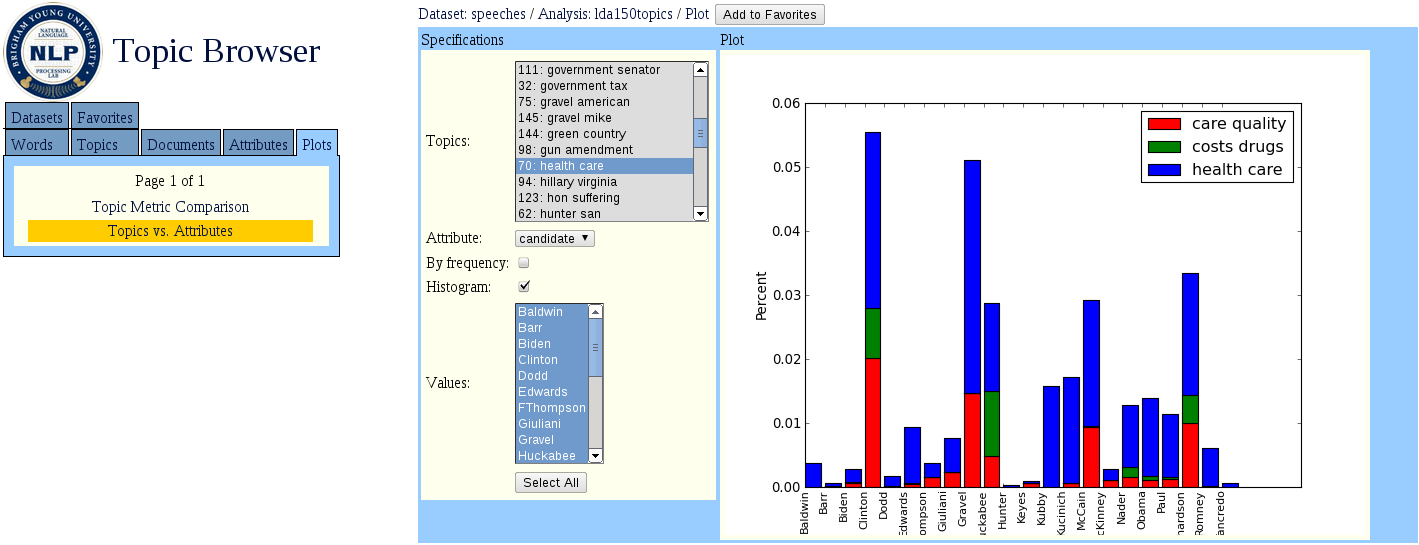 BRIGHAM YOUNG UNIVERSITY
NATURAL
LANGUAGE
NLP
PROCESSING
LAB
Topic Browser
Datasets Favorites
Words Topics Documents Attributes Plots
Page 1 of 1
Topic Metric Comparison
Topics vs. Attributes
Dataset: speeches / Analysis: lda150topics / Plot Add to Favorites
Specifications
Topics:
111: government senator
32: government tax
75: gravel american
145: gravel mike
144: green country
98: gun amendment
70: health care
94: hillary virginia
123: hon suffering
62: hunter san
Attribute: candidate
By frequency:
Histogram:
Values:
Baldwin
Barr
Biden
Clinton
Dodd
Edwards
FThompson
Giuliani
Gravel
Huckabee
Select All
Plot
care quality
costs drugs
health care
Percent
0.06
0.05
0.04
0.03
0.02
0.01
0.00
Baldwin
Barr
Biden
Clinton
Dodd
Edwards
ompson
Giuliani
Gravel
uckabee
Hunter
Keyes
Kubby
Kucinich
McCain
cKinney
Nader
Obama
Paul
hardson
Romney
ancredo